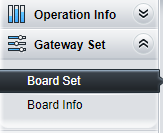 Operation Info
Gateway Set
Board Set
Board Info